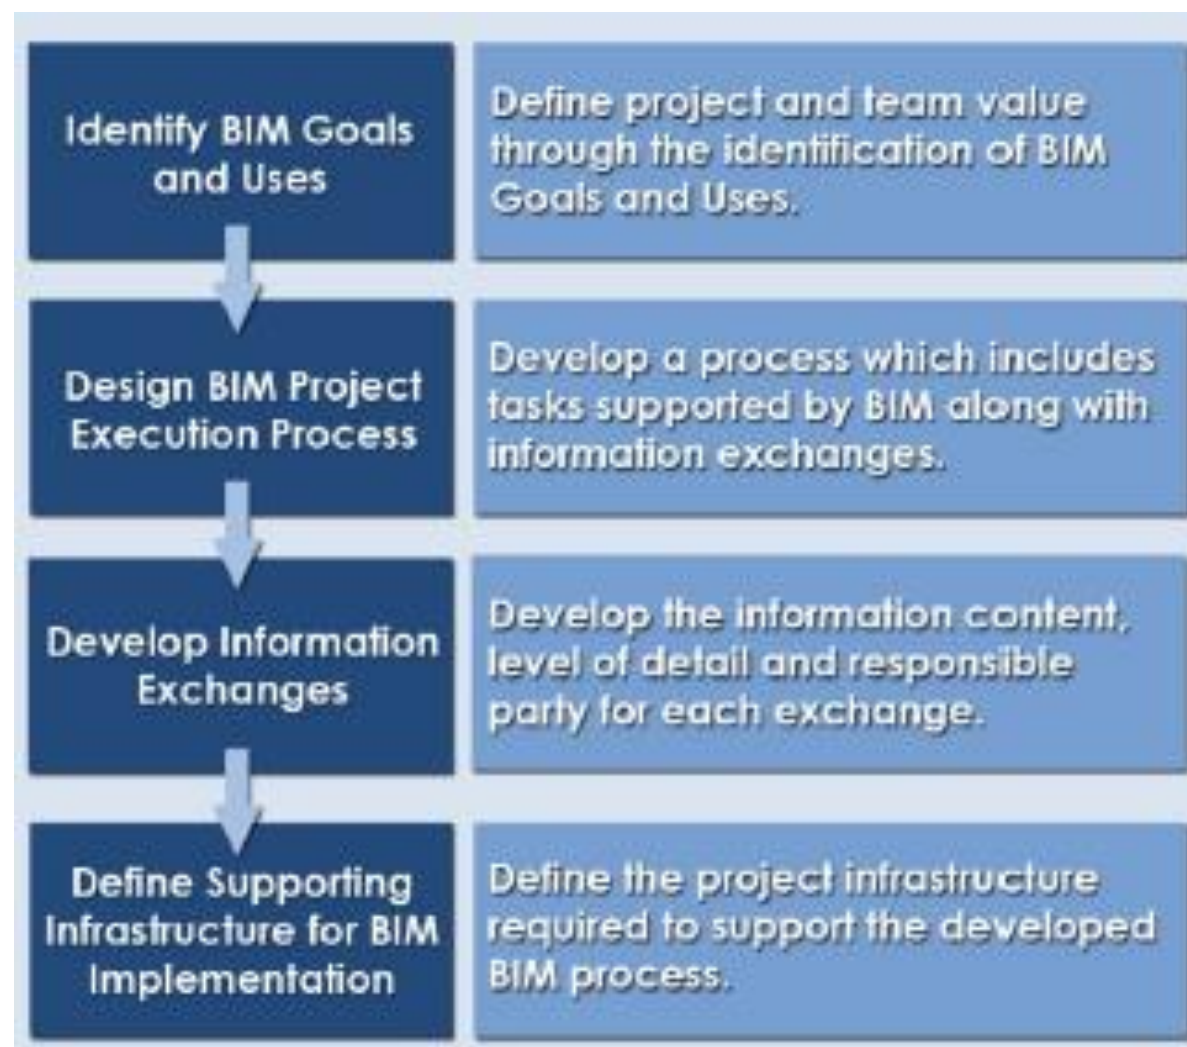 Identify BIM Goals
and Uses
Define project and team value
through the identification of BIM
Goals and Uses.
Design BIM Project
Execution Process
Develop a process which includes
tasks supported by BIM along with
information exchanges.
Develop Information
Exchanges
Develop the information content,
level of detail and responsible
party for each exchange.
Define Supporting
Infrastructure for BIM
Implementation
Define the project infrastructure
required to support the developed
BIM process.